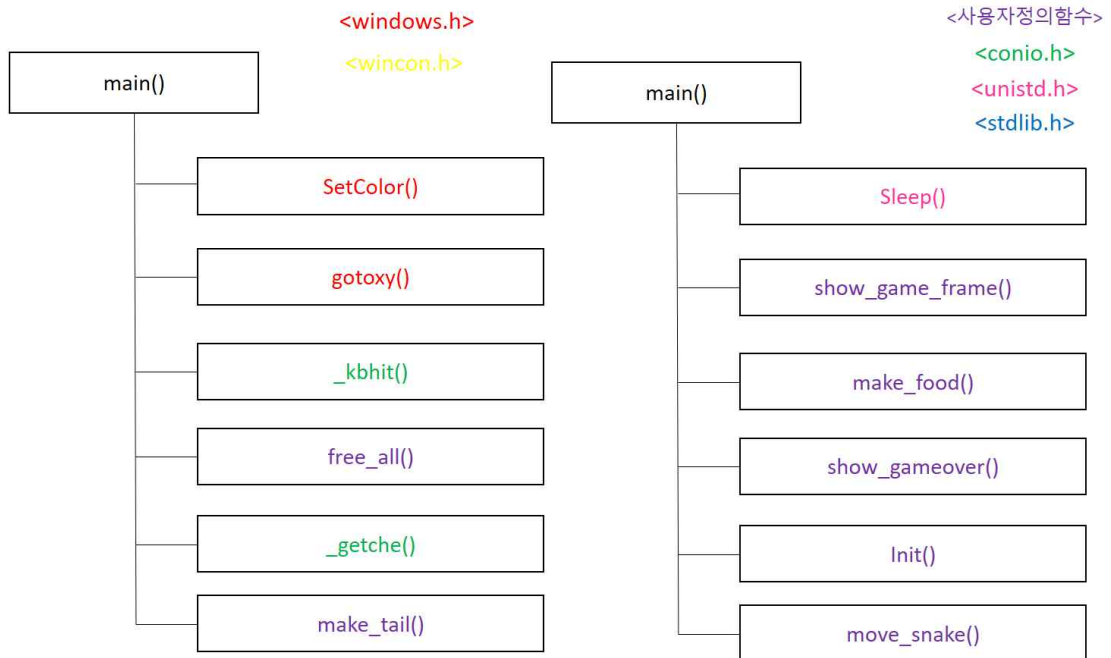 <windows.h>
<wincon.h>
main()
SetColor()
gotoxy()
_kbhit()
free_all()
_getche()
make_tail()
<사용자정의함수>
<conio.h>
<unistd.h>
<stdlib.h>
main()
Sleep()
show_game_frame()
make_food()
show_gameover()
Init()
move_snake()